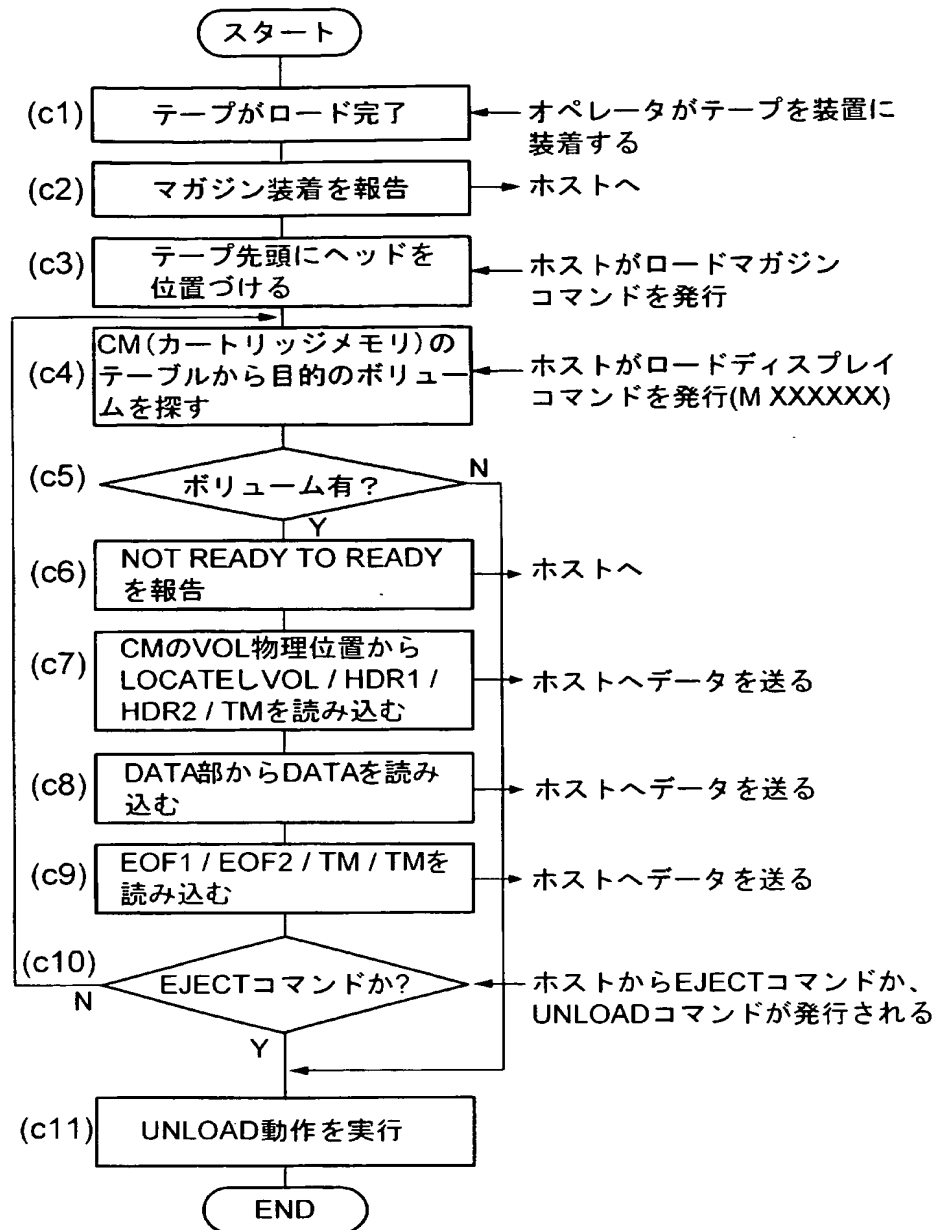 スタート
(c1)
テープがロード完了
オペレータがテープを装置に
装着する
(c2)
マガジン装着を報告
ホストへ
(c3)
テープ先頭にヘッドを
位置づける
ホストがロードマガジン
コマンドを発行
(c4)
CM(カートリッジメモリ)の
テーブルから目的のボリュー
ムを探す
ホストがロードディスプレイ
コマンドを発行(M XXXXXX)
(c5)
ボリューム有?
N
Y
(c6)
NOT READY TO READY
を報告
ホストへ
(c7)
CMのVOL物理位置から
LOCATEしVOL / HDR1 /
HDR2 / TMを読み込む
ホストへデータを送る
(c8)
DATA部からDATAを読み
込む
ホストへデータを送る
(c9)
EOF1 / EOF2 / TM / TMを
読み込む
ホストへデータを送る
(c10)
N
EJECTコマンドか?
ホストからEJECTコマンドか、
UNLOADコマンドが発行される
Y
(c11)
UNLOAD動作を実行
END